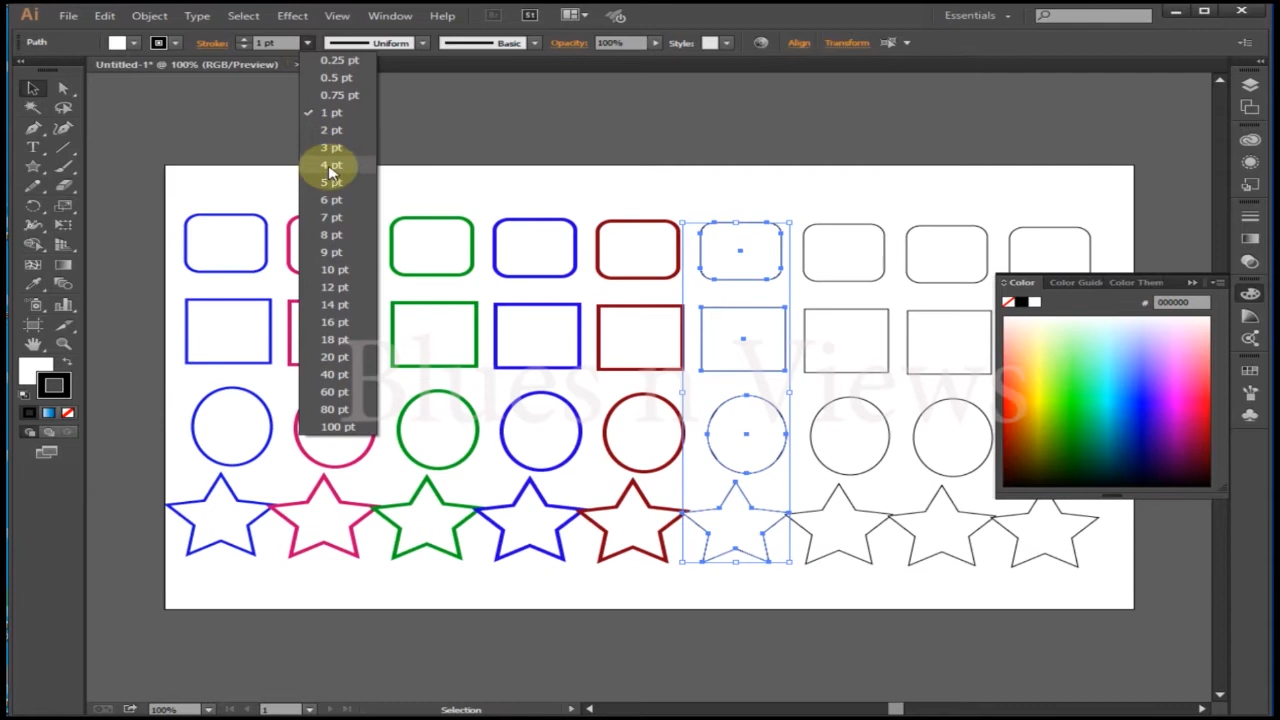 Ai File Edit Object Type Select Effect View Window Help Br St Essentials
Path Stroke: 1 pt Uniform Basic Opacity: 100% Style: Align Transform
Untitled-1* @ 100% (RGB/Preview) ×
0.25 pt
0.5 pt
0.75 pt
1 pt
2 pt
3 pt
4 pt
5 pt
6 pt
7 pt
8 pt
9 pt
10 pt
12 pt
14 pt
16 pt
18 pt
20 pt
40 pt
60 pt
80 pt
100 pt
Color Color Guide Color Them
# 000000
Blues n Views
100% 1 Selection